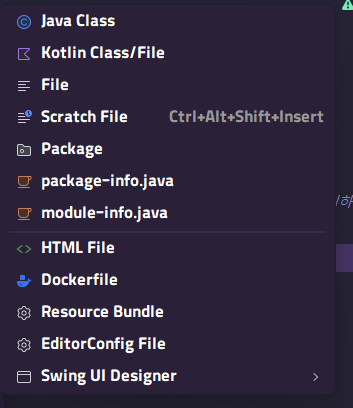 Java Class
Kotlin Class/File
File
Scratch File Ctrl+Alt+Shift+Insert
Package
package-info.java
module-info.java
HTML File
Dockerfile
Resource Bundle
EditorConfig File
Swing UI Designer